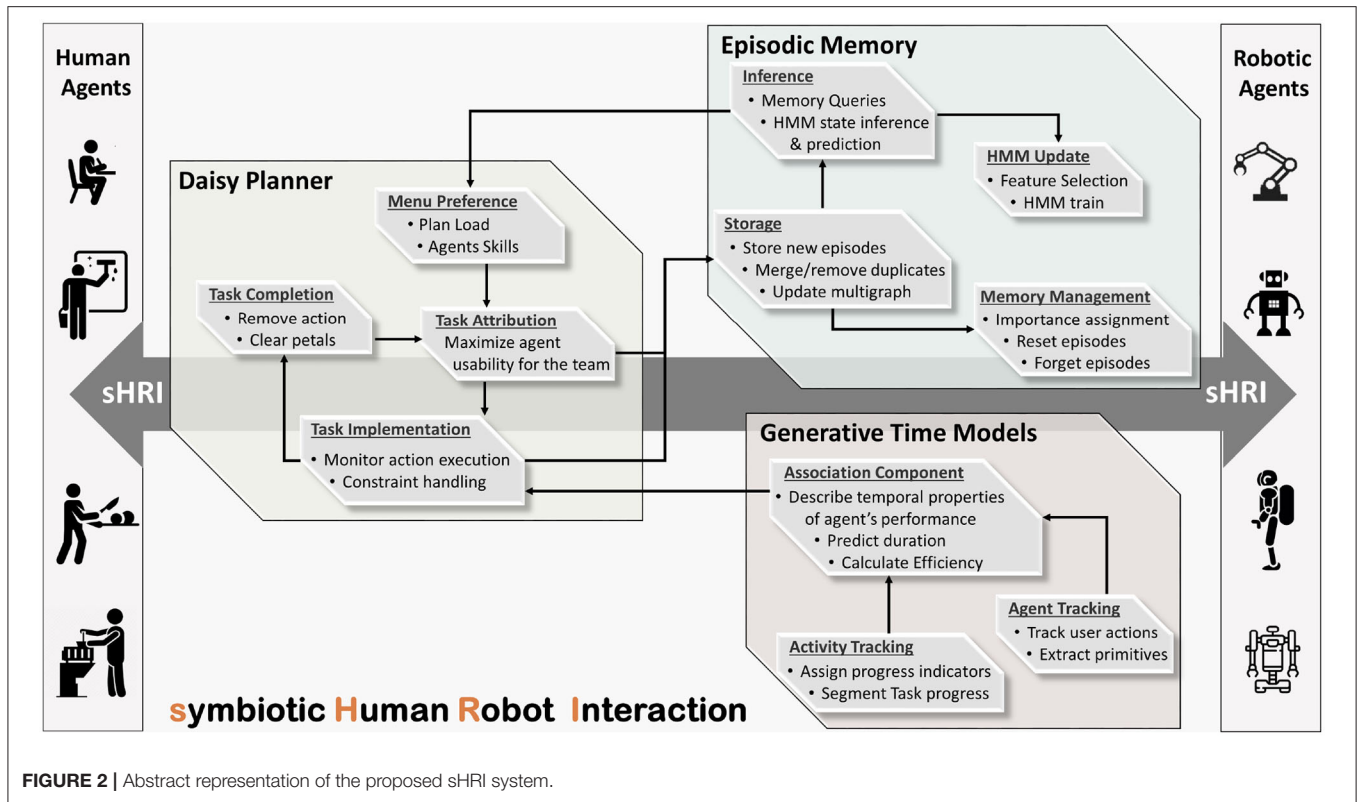 Human
Agents
Episodic Memory
Inference
• Memory Queries
• HMM state inference
& prediction
HMM Update
• Feature Selection
• HMM train
Storage
• Store new episodes
• Merge/remove duplicates
• Update multigraph
Memory Management
• Importance assignment
• Reset episodes
• Forget episodes
Robotic
Agents
Daisy Planner
Menu Preference
• Plan Load
• Agents Skills
Task Completion
• Remove action
• Clear petals
Task Attribution
Maximize agent
usability for the team
Task Implementation
• Monitor action execution
• Constraint handling
sHRI
sHRI
Generative Time Models
Association Component
• Describe temporal properties
of agent's performance
• Predict duration
• Calculate Efficiency
Agent Tracking
• Track user actions
• Extract primitives
Activity Tracking
• Assign progress indicators
• Segment Task progress
symbiotic Human Robot Interaction
FIGURE 2 | Abstract representation of the proposed sHRI system.